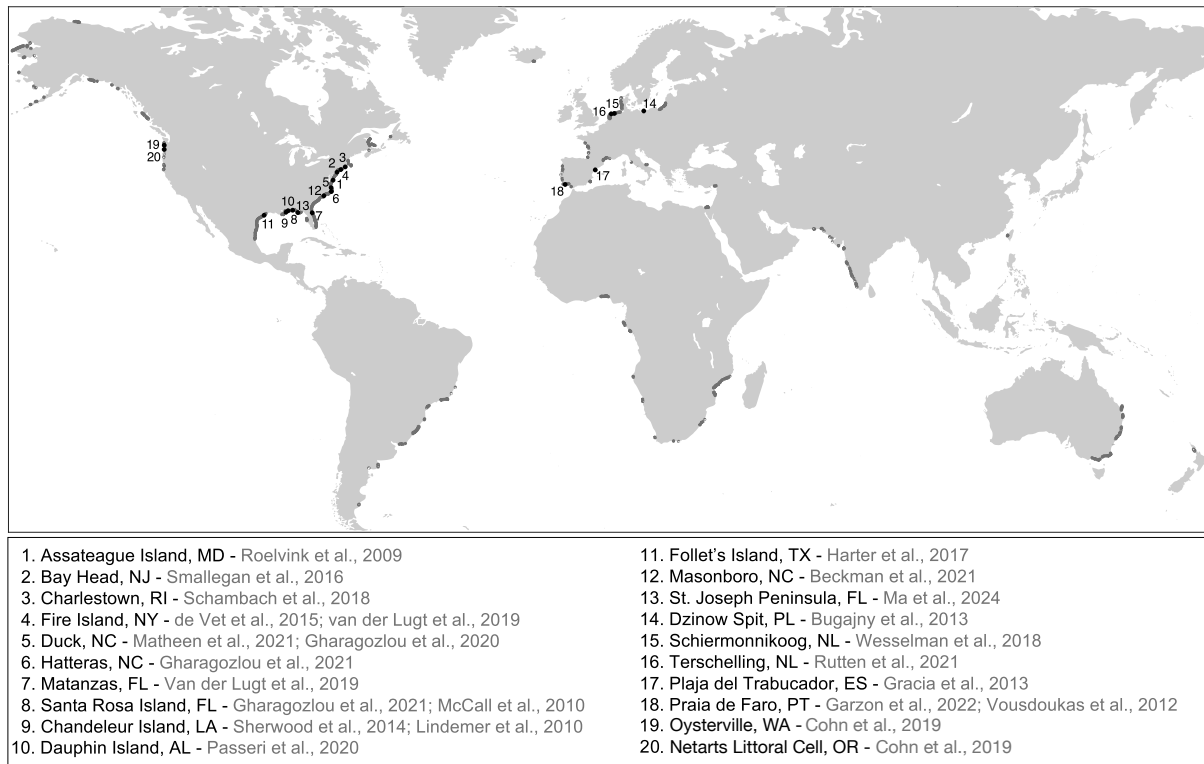 19
20
2
3
5
4
1
12
6
10
13
9
8
7
11
16
15
14
17
18
1. Assateague Island, MD - Roelvink et al., 2009
2. Bay Head, NJ - Smallegan et al., 2016
3. Charlestown, RI - Schambach et al., 2018
4. Fire Island, NY - de Vet et al., 2015; van der Lugt et al., 2019
5. Duck, NC - Matheen et al., 2021; Gharagozlou et al., 2020
6. Hatteras, NC - Gharagozlou et al., 2021
7. Matanzas, FL - Van der Lugt et al., 2019
8. Santa Rosa Island, FL - Gharagozlou et al., 2021; McCall et al., 2010
9. Chandeleur Island, LA - Sherwood et al., 2014; Lindemer et al., 2010
10. Dauphin Island, AL - Passeri et al., 2020
11. Follet's Island, TX - Harter et al., 2017
12. Masonboro, NC - Beckman et al., 2021
13. St. Joseph Peninsula, FL - Ma et al., 2024
14. Dzinow Spit, PL - Bugajny et al., 2013
15. Schiermonnikoog, NL - Wesselman et al., 2018
16. Terschelling, NL - Rutten et al., 2021
17. Plaja del Trabucador, ES - Gracia et al., 2013
18. Praia de Faro, PT - Garzon et al., 2022; Vousdoukas et al., 2012
19. Oysterville, WA - Cohn et al., 2019
20. Netarts Littoral Cell, OR - Cohn et al., 2019